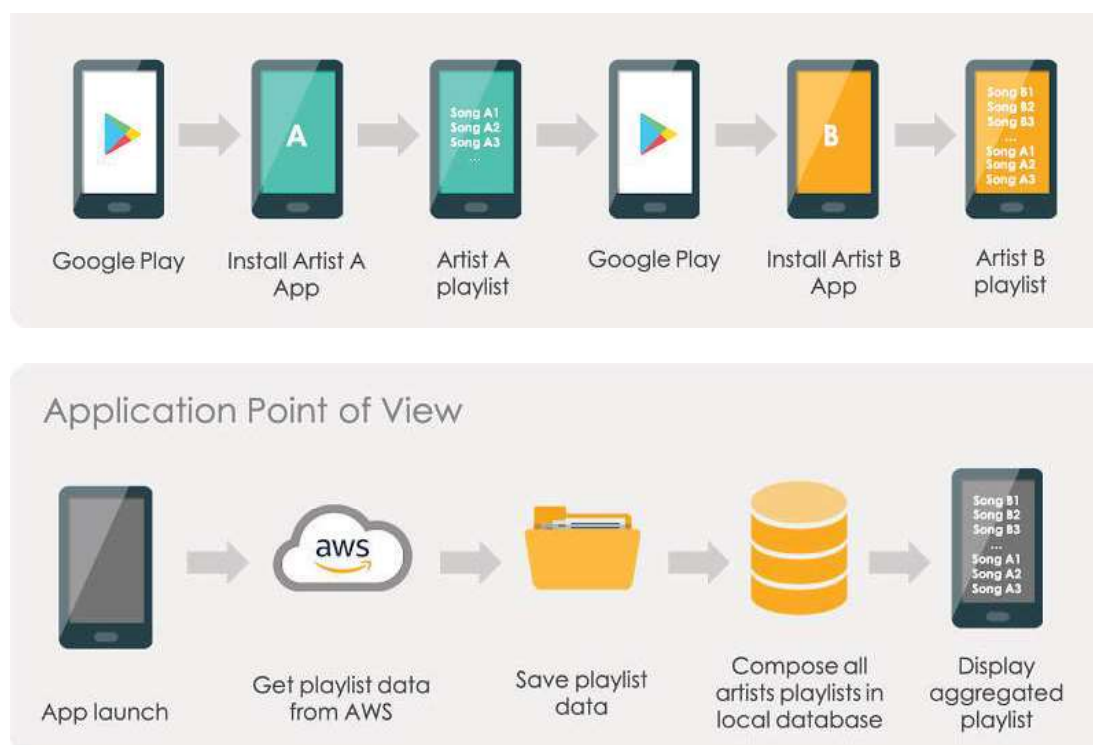 Song A1
Song A2
Song A3
...
A
B
Song B1
Song B2
Song B3
...
Song A1
Song A2
Song A3
Google Play
Install Artist A
App
Artist A
playlist
Google Play
Install Artist B
App
Artist B
playlist
Application Point of View
aws
Song B1
Song B2
Song B3
...
Song A1
Song A2
Song A3
App launch
Get playlist data
from AWS
Save playlist
data
Compose all
artists playlists in
local database
Display
aggregated
playlist